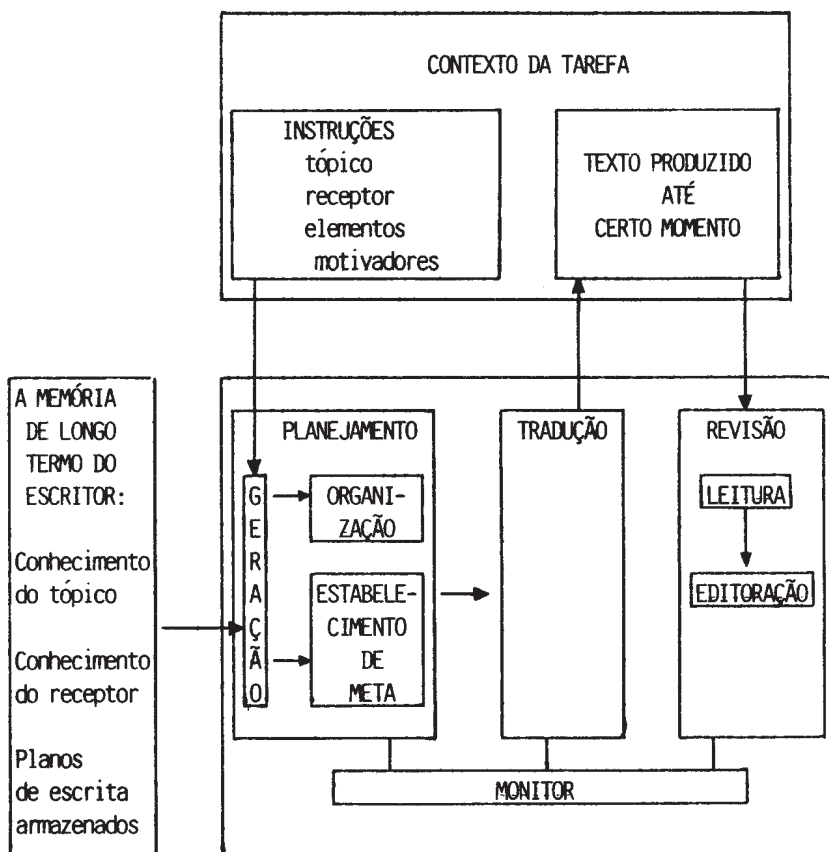 CONTEXTO DA TAREFA
INSTRUÇÕES
tópico
receptor
elementos
motivadores
TEXTO PRODUZIDO
ATÉ
CERTO MOMENTO
A MEMÓRIA
DE LONGO
TERMO DO
ESCRITOR:
Conhecimento
do tópico
Conhecimento
do receptor
Planos
de escrita
armazenados
PLANEJAMENTO
GERAÇÃO
ORGANI-
ZAÇÃO
ESTABELE-
CIMENTO
DE
META
TRADUÇÃO
REVISÃO
LEITURA
EDITORAÇÃO
MONITOR